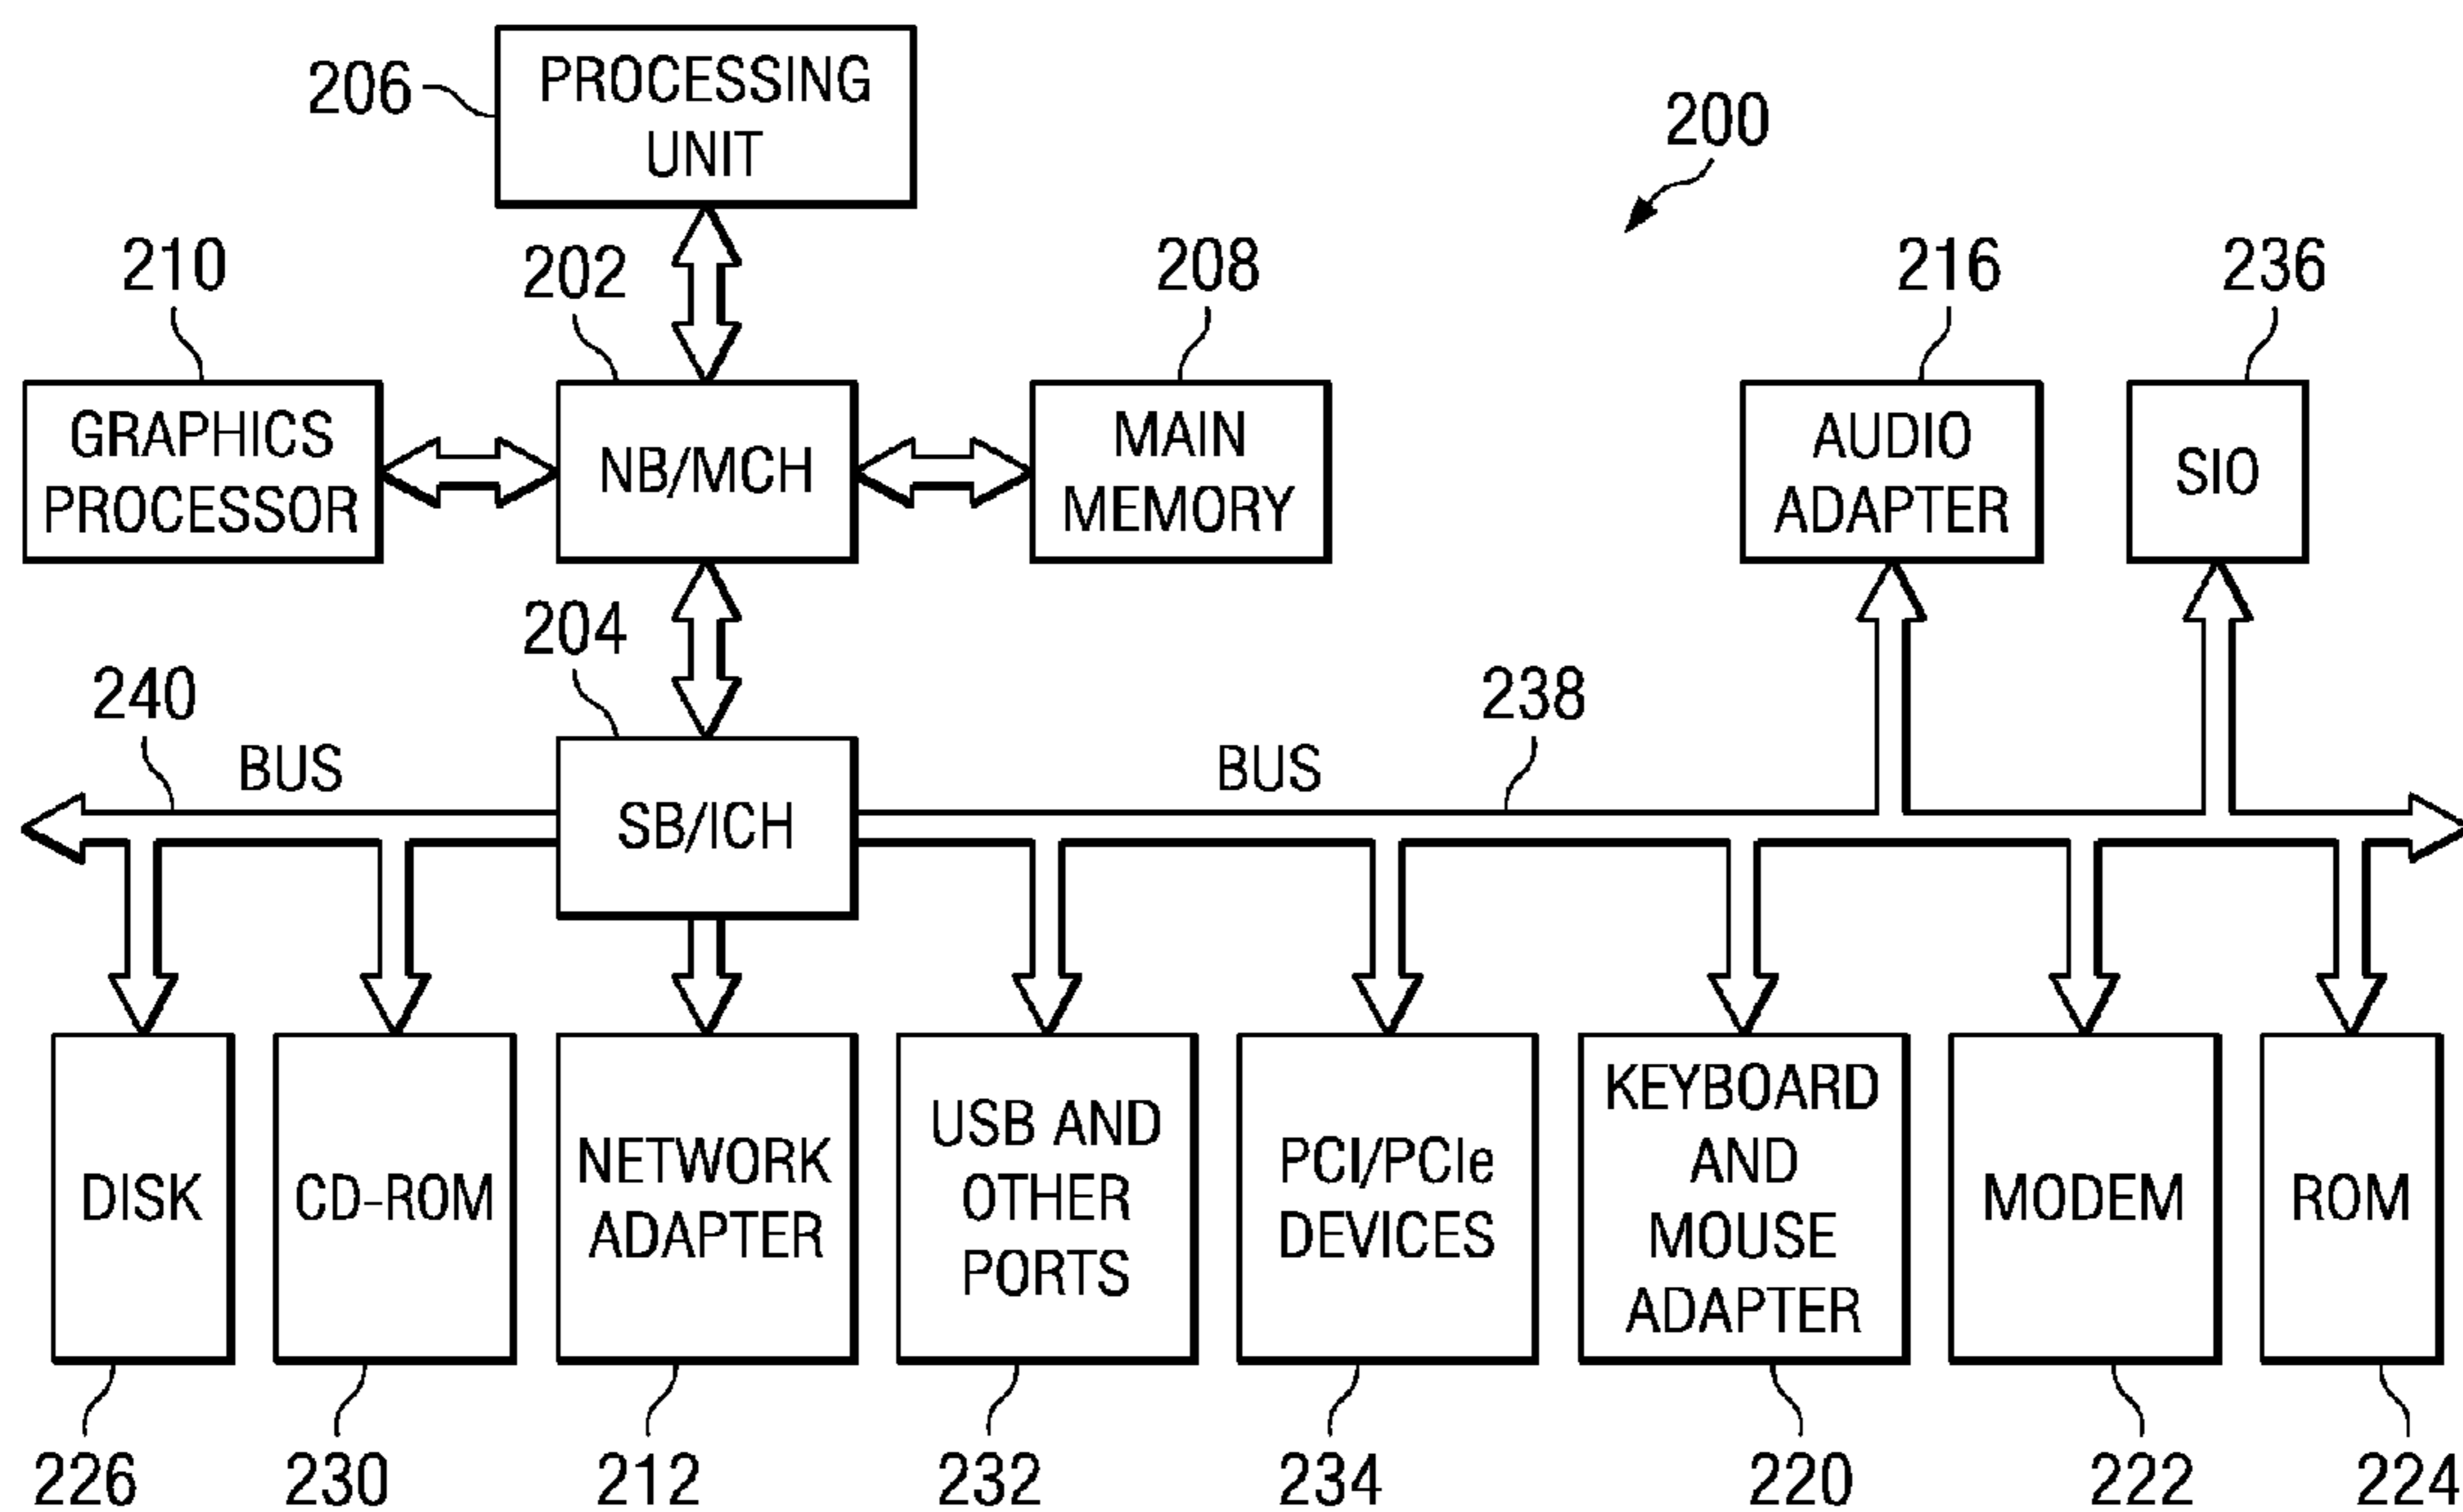 PROCESSING
UNIT
206
200
210
202
208
216
236
GRAPHICS
PROCESSOR
NB/MCH
MAIN
MEMORY
AUDIO
ADAPTER
SIO
204
240
BUS
238
BUS
SB/ICH
DISK
CD-ROM
NETWORK
ADAPTER
USB AND
OTHER
PORTS
PCI/PCIe
DEVICES
KEYBOARD
AND
MOUSE
ADAPTER
MODEM
ROM
226
230
212
232
234
220
222
224